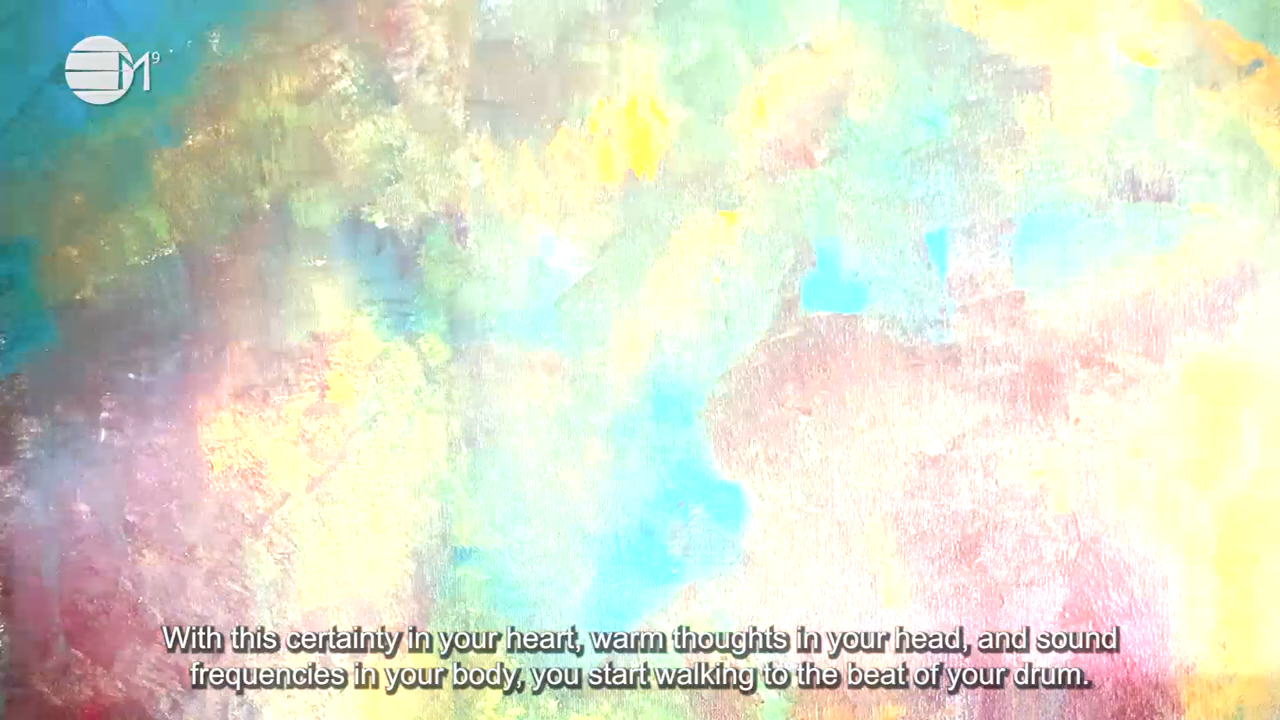 M9
With this certainty in your heart, warm thoughts in your head, and sound
frequencies in your body, you start walking to the beat of your drum.